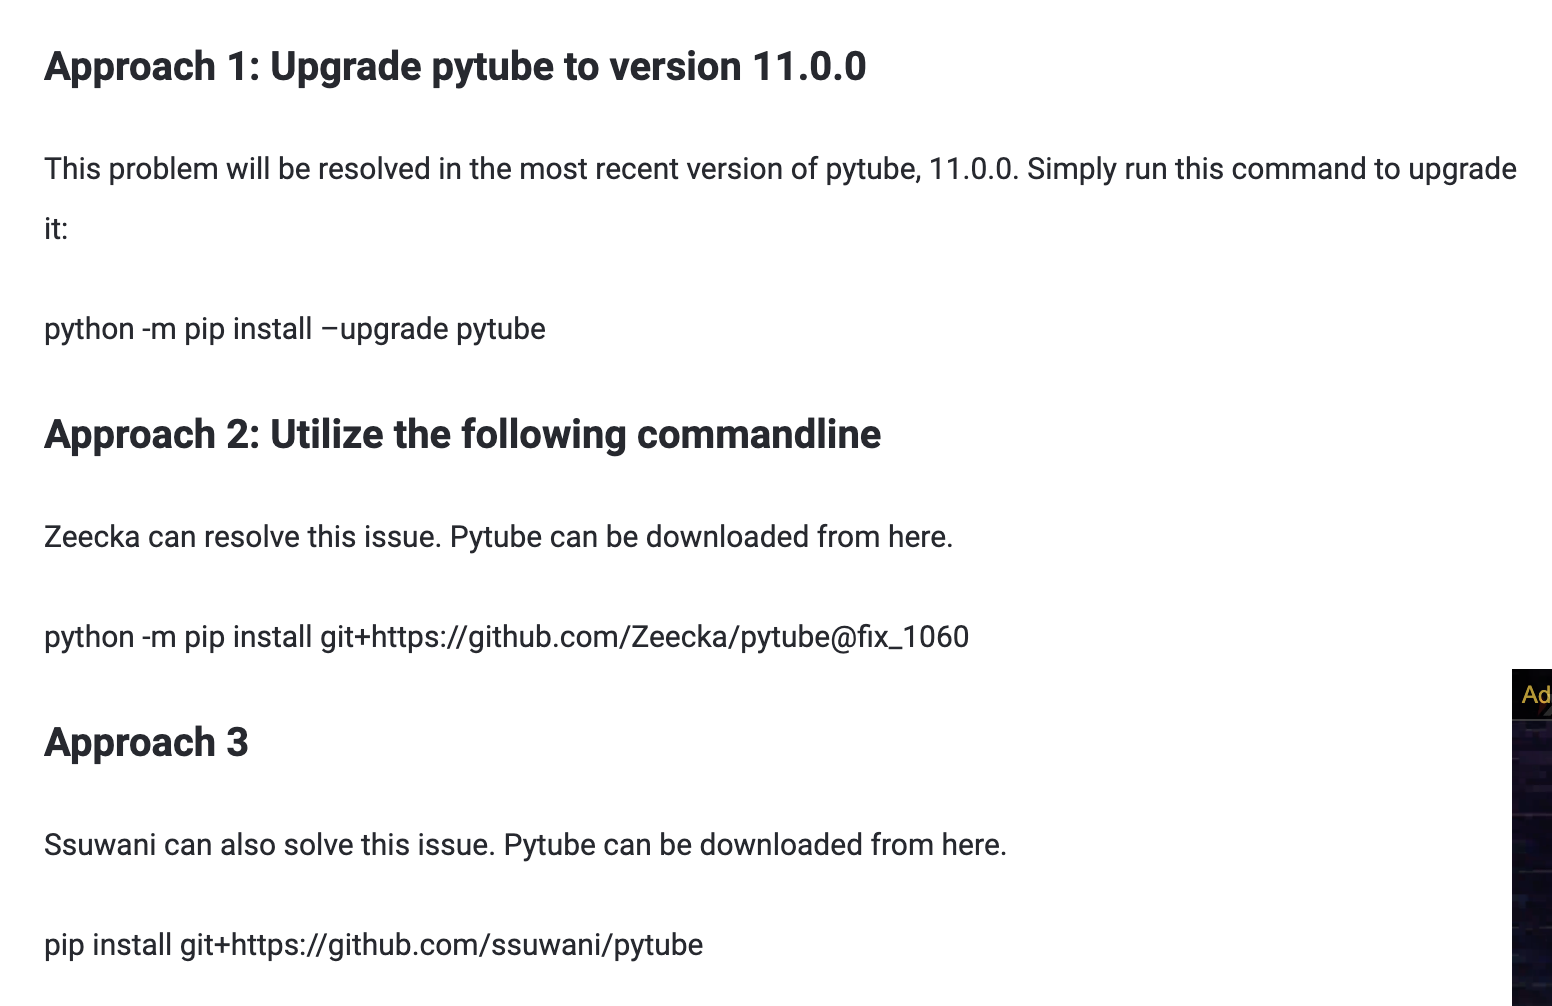 Approach 1: Upgrade pytube to version 11.0.0
This problem will be resolved in the most recent version of pytube, 11.0.0. Simply run this command to upgrade
it:
python -m pip install –upgrade pytube
Approach 2: Utilize the following commandline
Zeecka can resolve this issue. Pytube can be downloaded from here.
python -m pip install git+https://github.com/Zeecka/pytube@fix_1060
Ad
Approach 3
Ssuwani can also solve this issue. Pytube can be downloaded from here.
pip install git+https://github.com/ssuwani/pytube